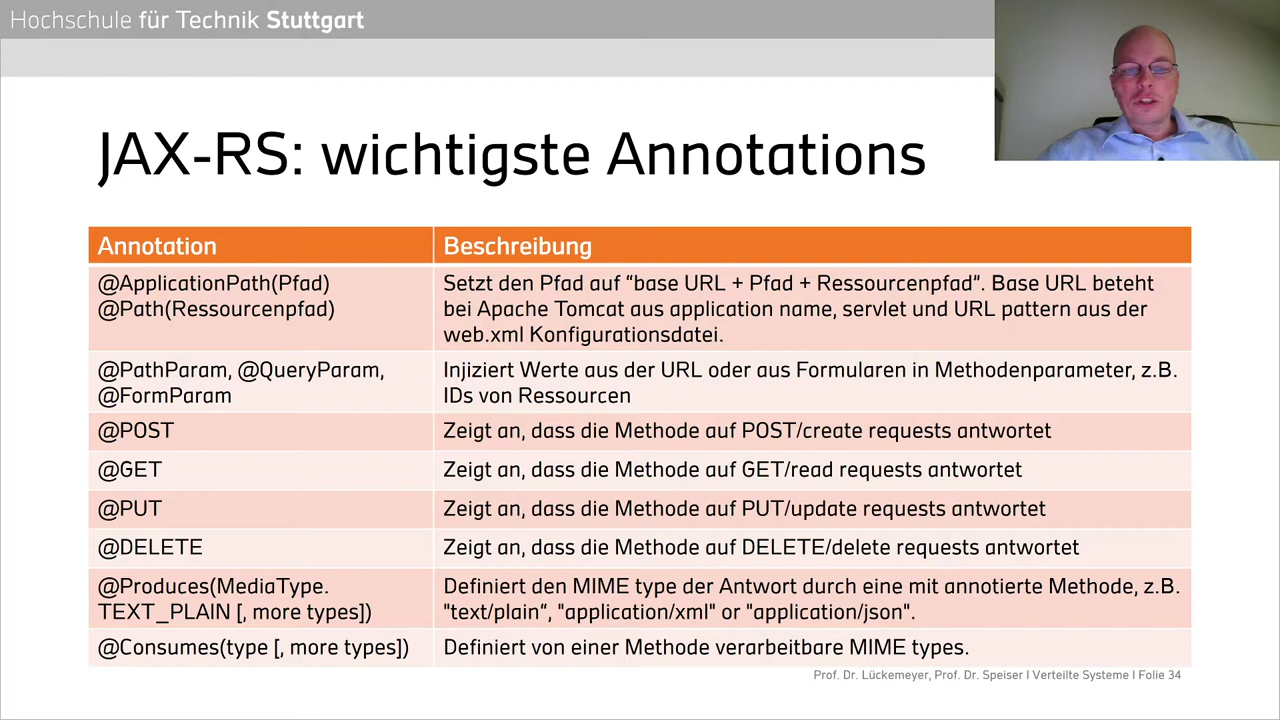 Hochschule für Technik Stuttgart
JAX-RS: wichtigste Annotations
Annotation
Beschreibung
@ApplicationPath(Pfad)
@Path(Ressourcenpfad)
Setzt den Pfad auf “base URL + Pfad + Ressourcenpfad“. Base URL beteht
bei Apache Tomcat aus application name, servlet und URL pattern aus der
web.xml Konfigurationsdatei.
@PathParam, @QueryParam,
@FormParam
Injiziert Werte aus der URL oder aus Formularen in Methodenparameter, z.B.
IDs von Ressourcen
@POST
Zeigt an, dass die Methode auf POST/create requests antwortet
@GET
Zeigt an, dass die Methode auf GET/read requests antwortet
@PUT
Zeigt an, dass die Methode auf PUT/update requests antwortet
@DELETE
Zeigt an, dass die Methode auf DELETE/delete requests antwortet
@Produces(MediaType.
TEXT_PLAIN [, more types])
Definiert den MIME type der Antwort durch eine mit annotierte Methode, z.B.
"text/plain“, "application/xml" or "application/json".
@Consumes(type [, more types])
Definiert von einer Methode verarbeitbare MIME types.
Prof. Dr. Lückemeyer, Prof. Dr. Speiser I Verteilte Systeme I Folie 34